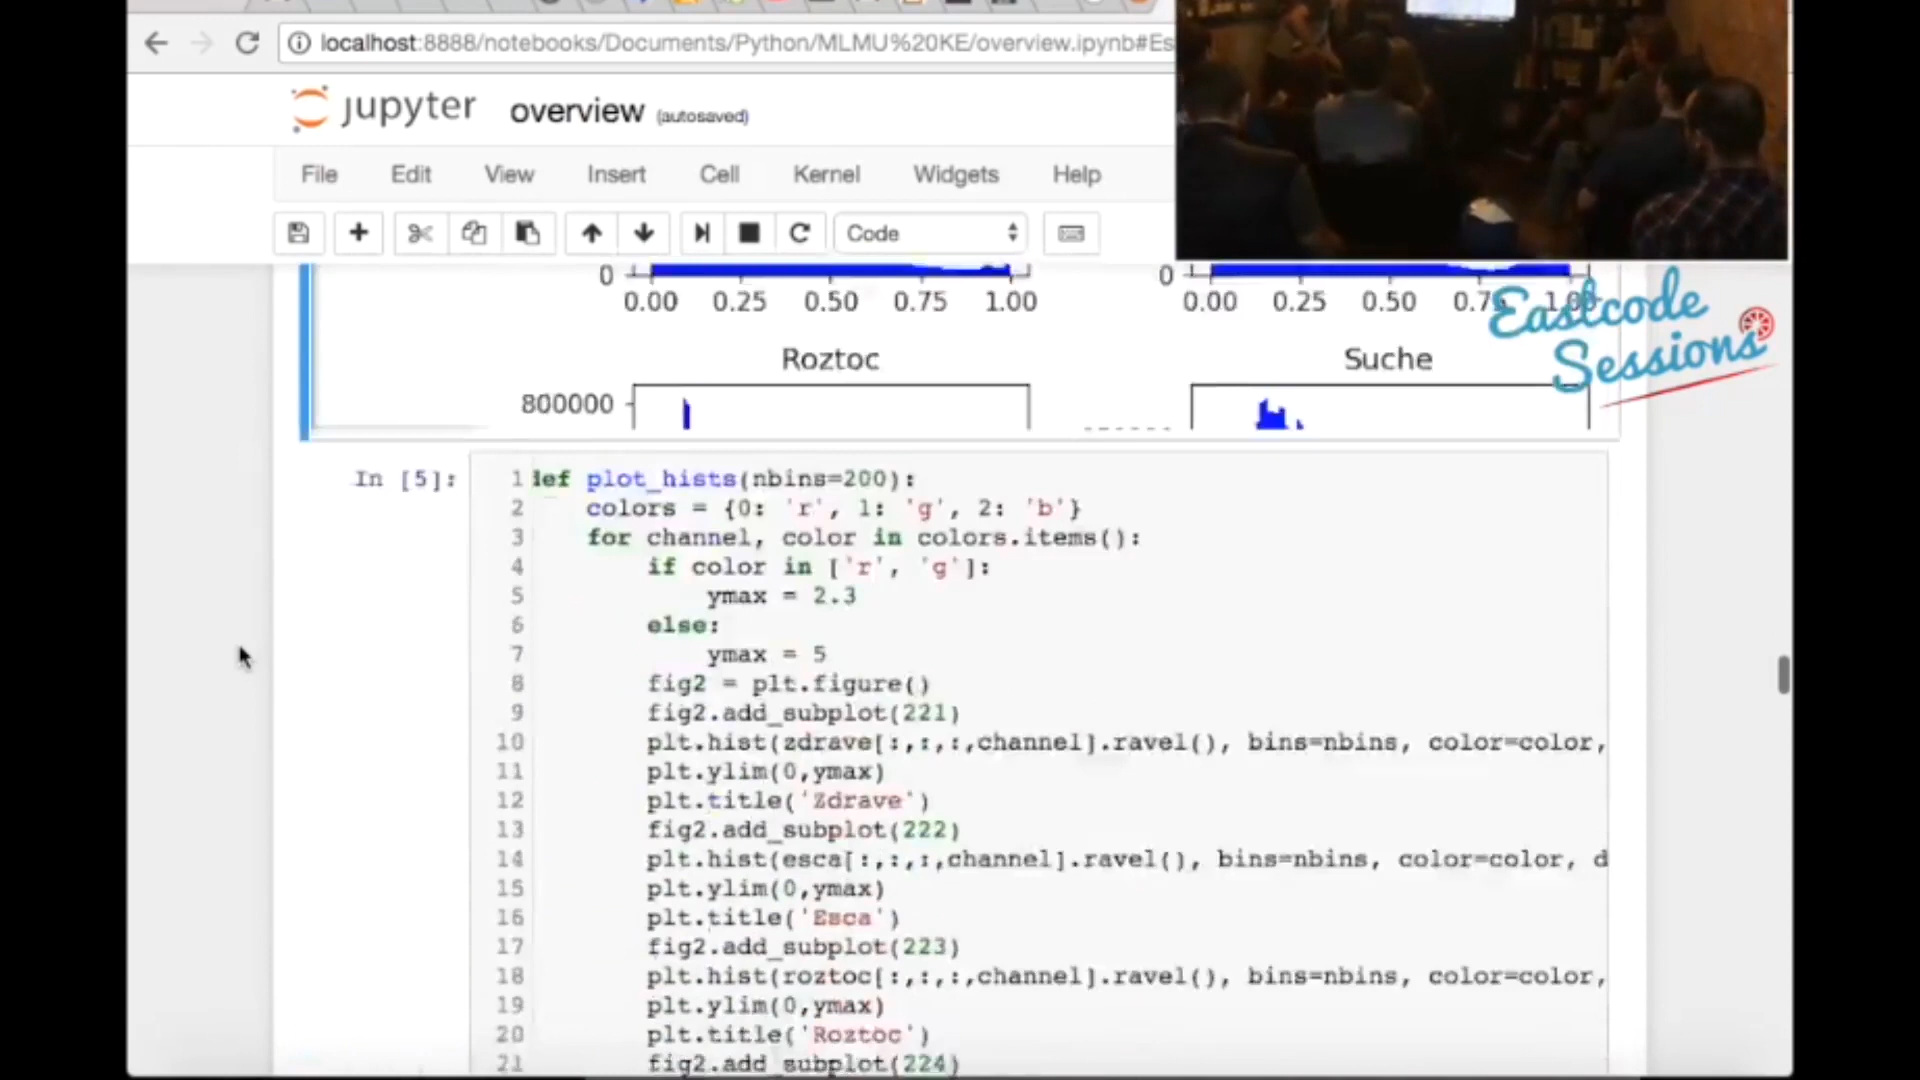 localhost:8888/notebooks/Documents/Python/MLMU%20KE/overview.ipynb#Es
jupyter overview (autosaved)
File Edit View Insert Cell Kernel Widgets Help
Code
0 0
0.00 0.25 0.50 0.75 1.00 0.00 0.25 0.50 0.75 1.00
Eastcode
Sessions
Roztoc Suche
800000
In [5]:
1 def plot_hists(nbins=200):
2 colors = {0: 'r', 1: 'g', 2: 'b'}
3 for channel, color in colors.items():
4 if color in ['r', 'g']:
5 ymax = 2.3
6 else:
7 ymax = 5
8 fig2 = plt.figure()
9 fig2.add_subplot(221)
10 plt.hist(zdrave[:,:,:,channel].ravel(), bins=nbins, color=color,
11 plt.ylim(0,ymax)
12 plt.title('Zdrave')
13 fig2.add_subplot(222)
14 plt.hist(esca[:,:,:,channel].ravel(), bins=nbins, color=color, d
15 plt.ylim(0,ymax)
16 plt.title('Esca')
17 fig2.add_subplot(223)
18 plt.hist(roztoc[:,:,:,channel].ravel(), bins=nbins, color=color,
19 plt.ylim(0,ymax)
20 plt.title('Roztoc')
21 fig2.add_subplot(224)